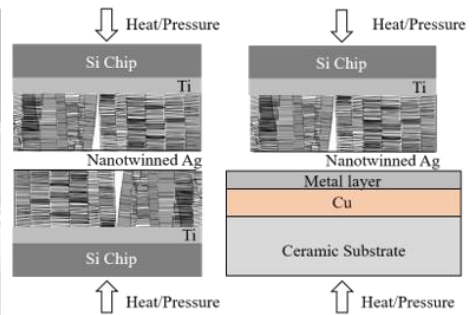 Heat/Pressure
Si Chip
Ti
Nanotwinned Ag
Ti
Si Chip
Heat/Pressure
Heat/Pressure
Si Chip
Ti
Nanotwinned Ag
Metal layer
Cu
Ceramic Substrate
Heat/Pressure